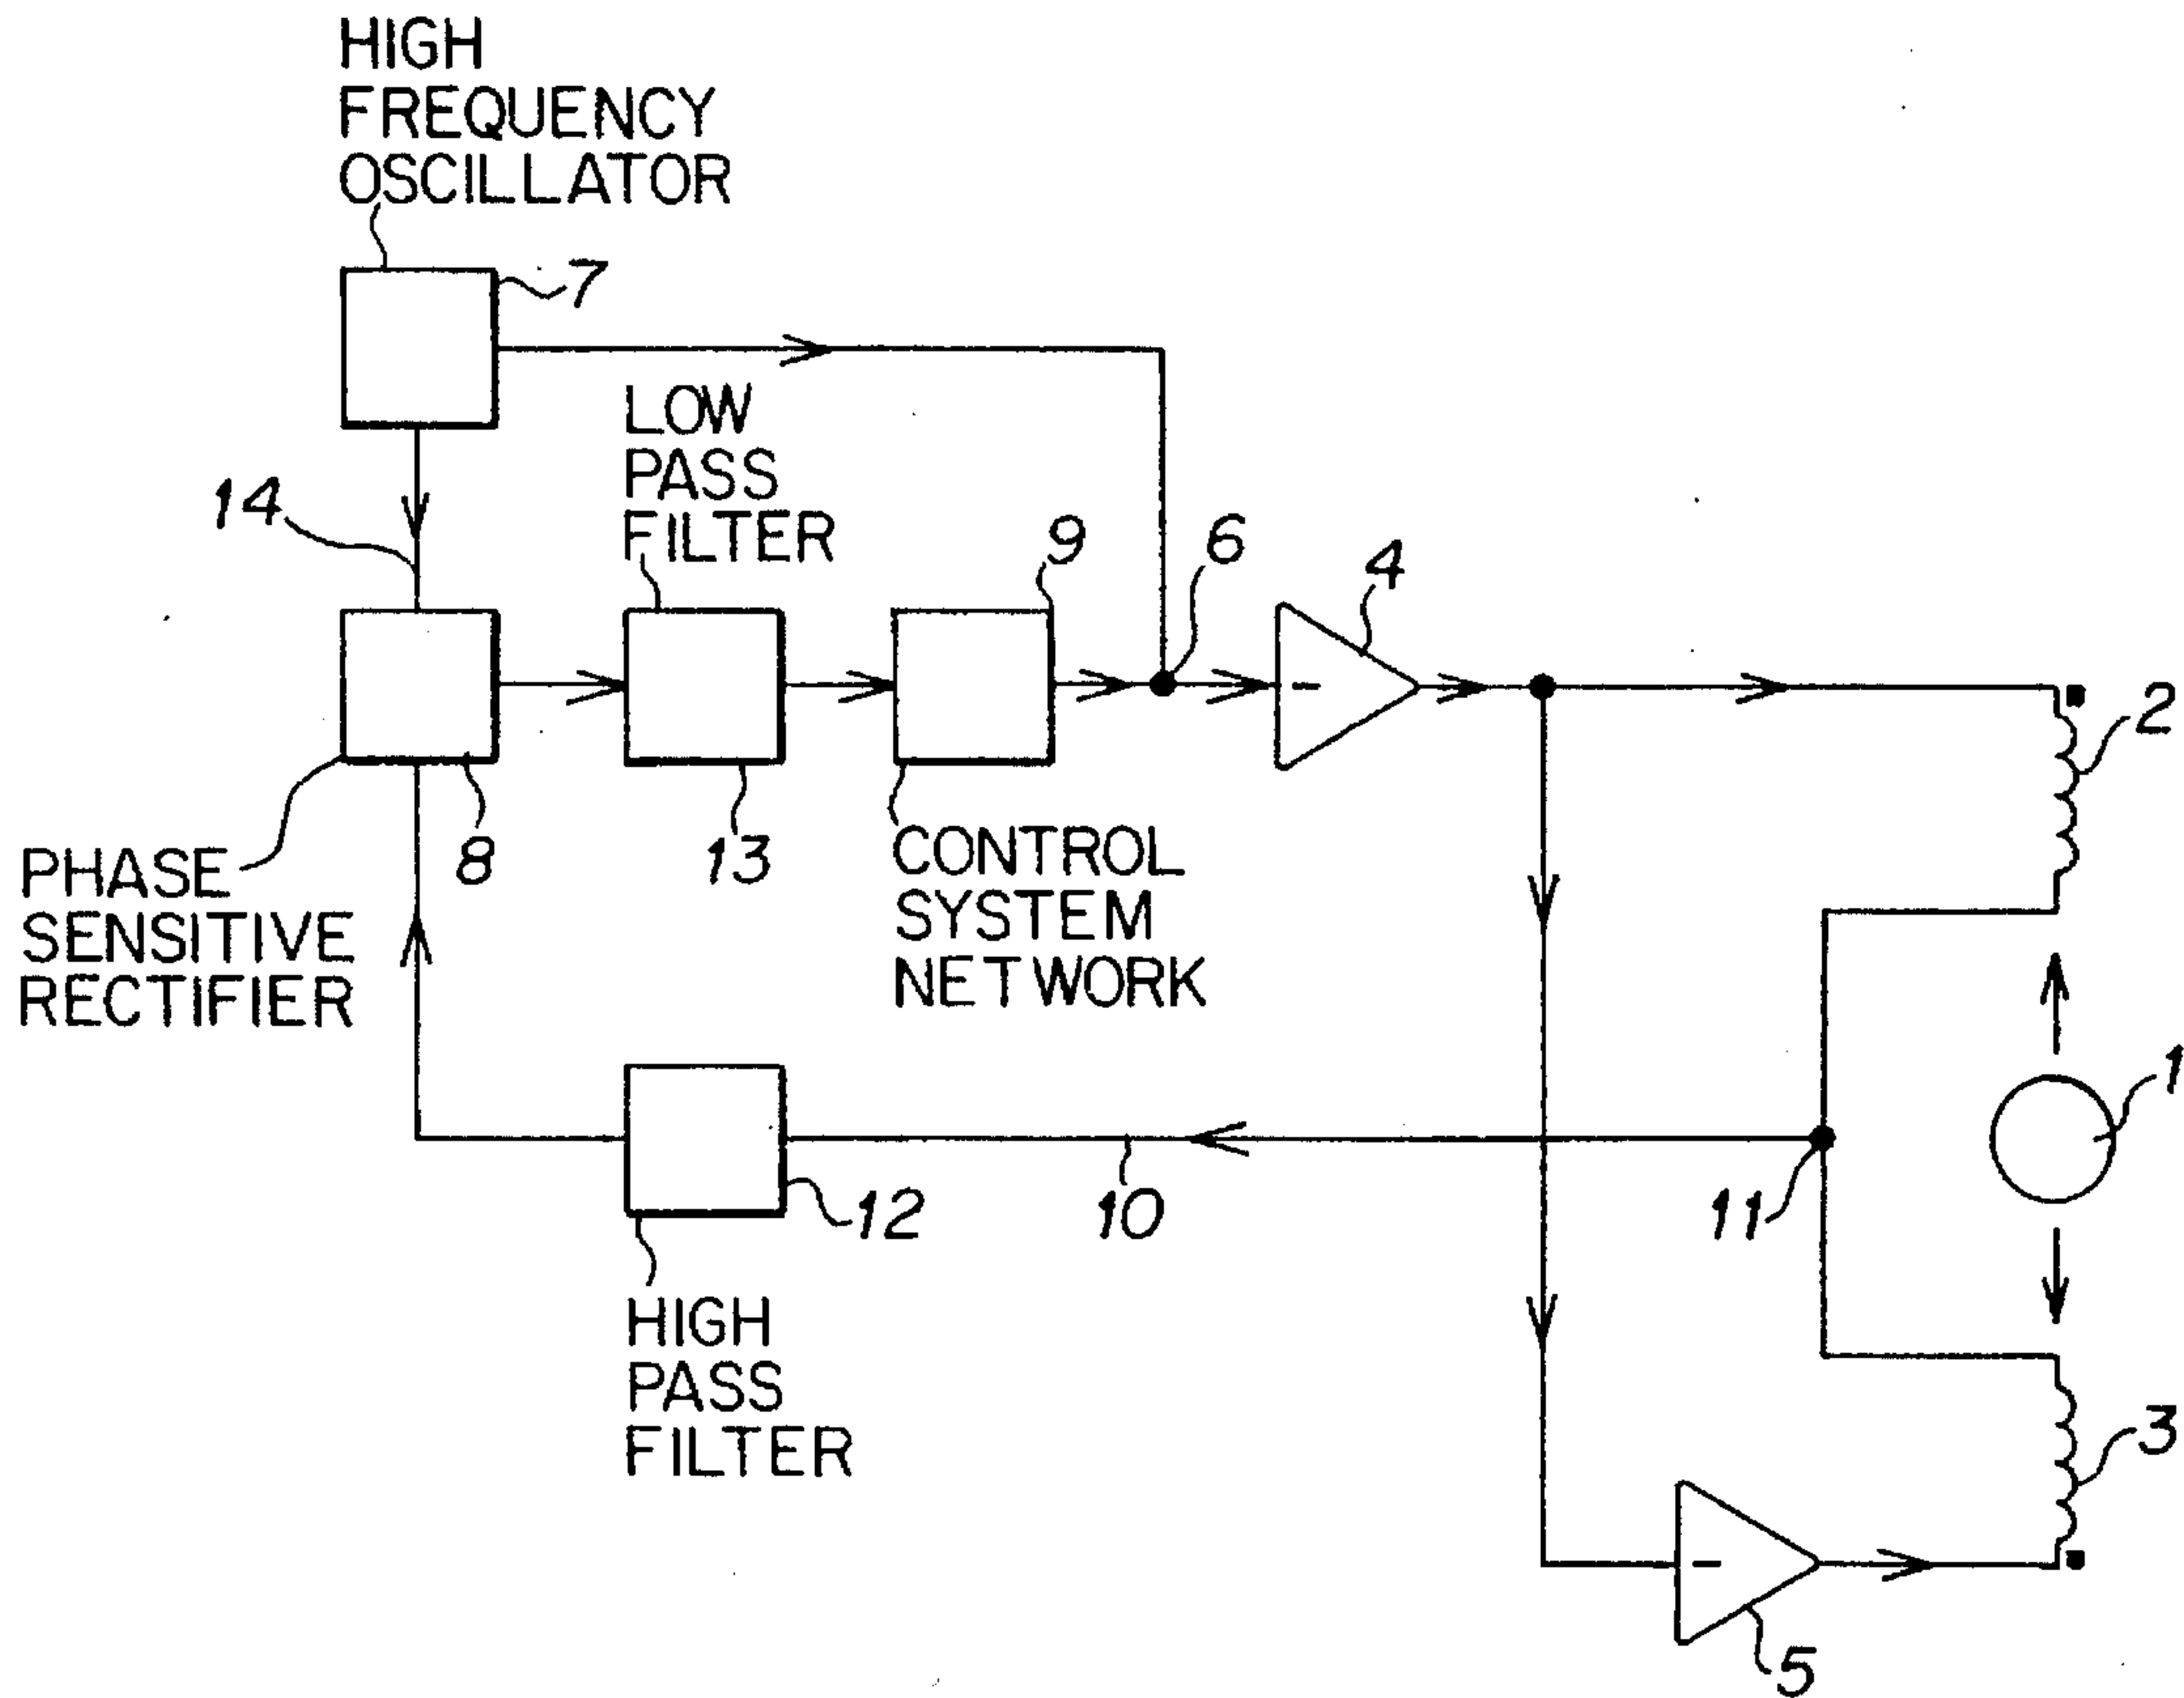 HIGH
FREQUENCY
OSCILLATOR
7
LOW
PASS
FILTER
14
9
6
4
2
PHASE
SENSITIVE
RECTIFIER
8
13
CONTROL
SYSTEM
NETWORK
1
12
10
11
HIGH
PASS
FILTER
3
5